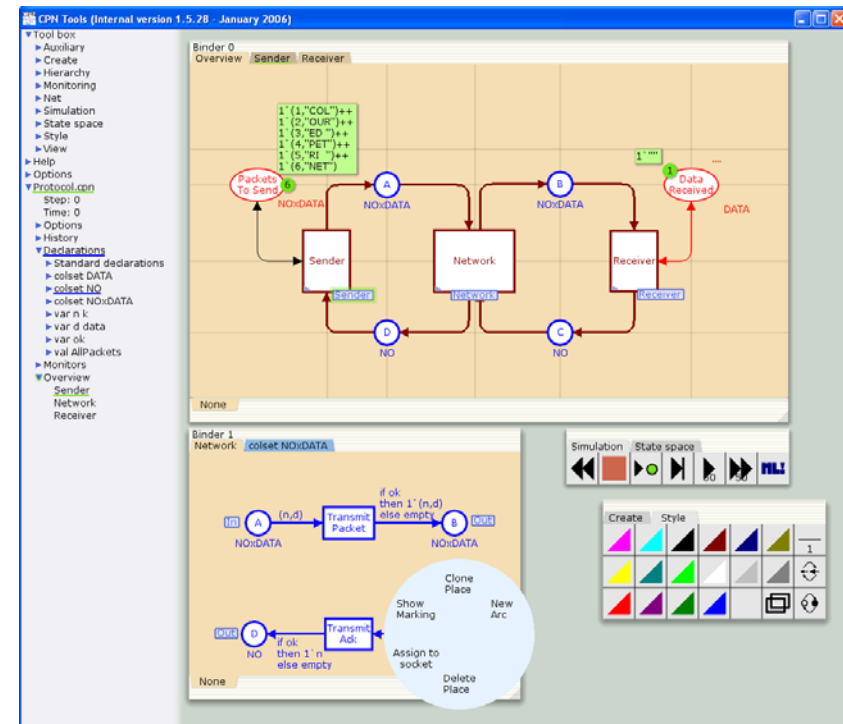 CPN Tools (Internal version 1.5.28 - January 2006)
Tool box
Auxiliary
Create
Hierarchy
Monitoring
Net
Simulation
State space
Style
View
Help
Options
Protocol.cpn
Step: 0
Time: 0
Options
History
Declarations
Standard declarations
colset DATA
colset NO
colset NOxDATA
var n k
var d data
var ok
val AllPackets
Monitors
Overview
Sender
Network
Receiver
Binder 0
Overview Sender Receiver
1`(1,"COL")++
1`(2,"OUR")++
1`(3,"ED ")++
1`(4,"PET")++
1`(5,"RI ")++
1`(6,"NET")
1`""
""
Packets
To Send
6
NOxDATA
A
NOxDATA
B
NOxDATA
1
Data
Received
DATA
Sender
Sender
Network
Network
Receiver
Receiver
D
NO
C
NO
None
Binder 1
Network colset NOxDATA
In
A
NOxDATA
(n,d)
Transmit
Packet
if ok
then 1`(n,d)
else empty
B
Out
NOxDATA
Out
D
NO
if ok
then 1`n
else empty
Transmit
Ack
Clone
Place
Show
Marking
New
Arc
Assign to
socket
Delete
Place
None
Simulation State space
50
ML!
Create Style
1